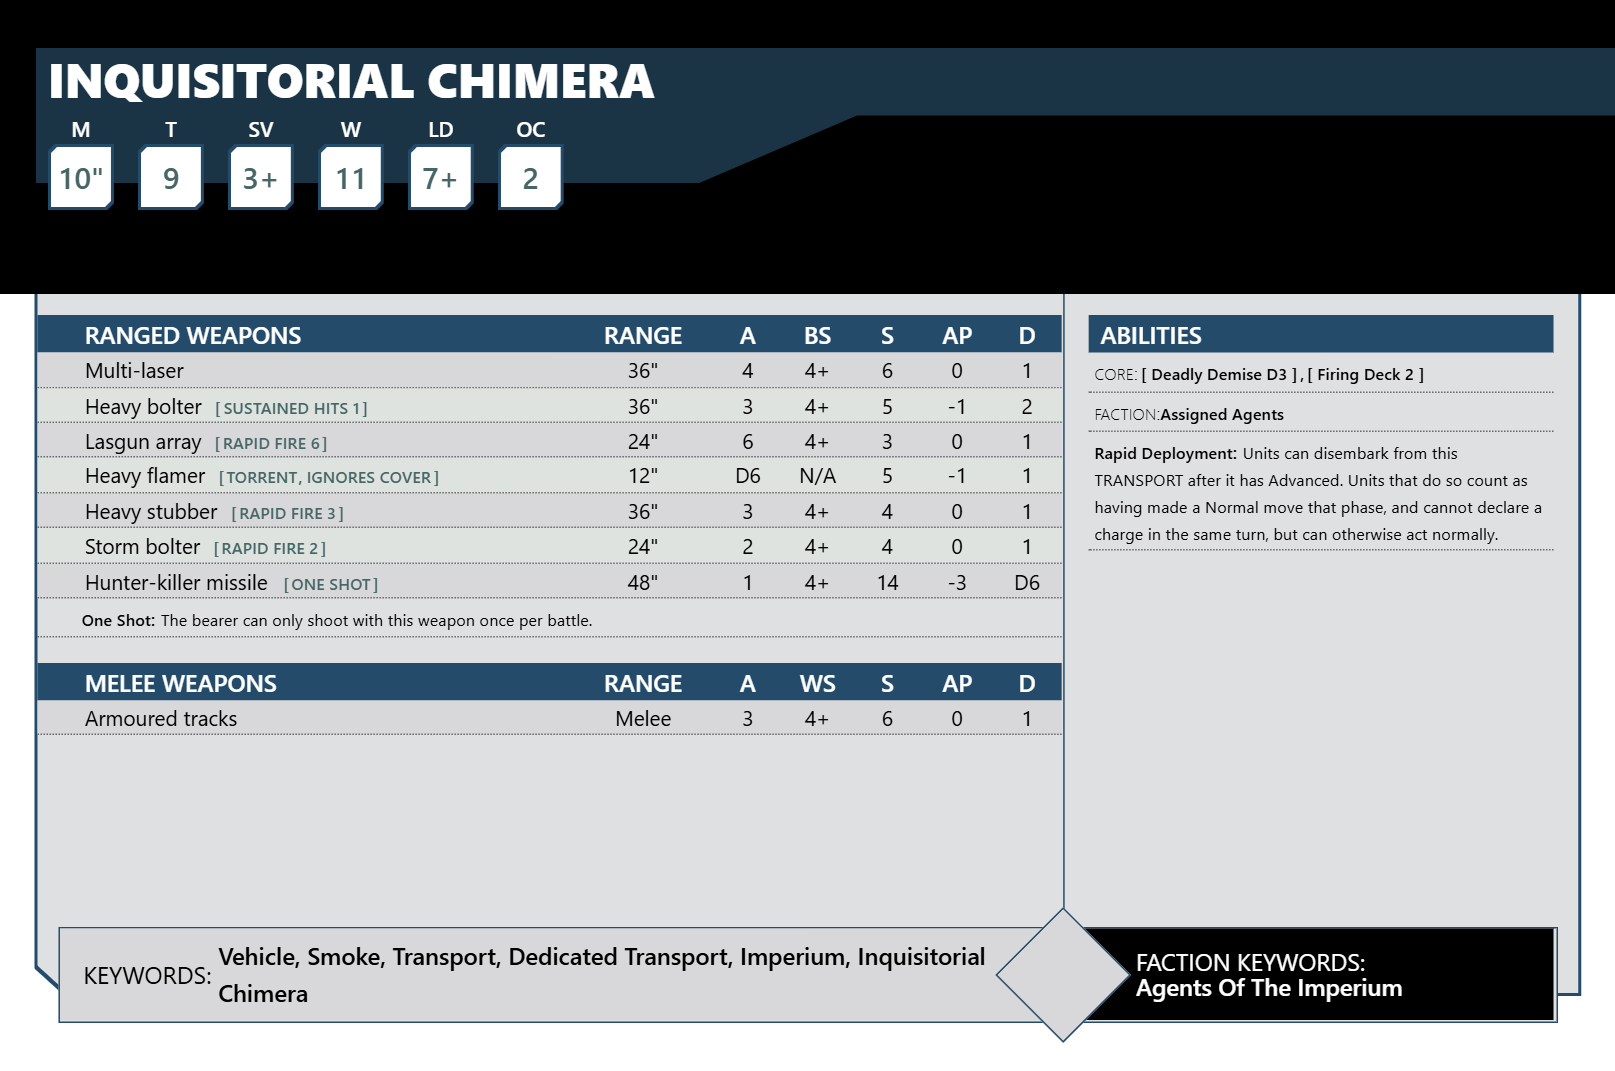 INQUISITORIAL CHIMERA
M T SV W LD OC
10" 9 3+ 11 7+ 2
RANGED WEAPONS RANGE A BS S AP D
Multi-laser 36" 4 4+ 6 0 1
Heavy bolter [SUSTAINED HITS 1] 36" 3 4+ 5 -1 2
Lasgun array [RAPID FIRE 6] 24" 6 4+ 3 0 1
Heavy flamer [TORRENT, IGNORES COVER] 12" D6 N/A 5 -1 1
Heavy stubber [RAPID FIRE 3] 36" 3 4+ 4 0 1
Storm bolter [RAPID FIRE 2] 24" 2 4+ 4 0 1
Hunter-killer missile [ONE SHOT] 48" 1 4+ 14 -3 D6
One Shot: The bearer can only shoot with this weapon once per battle.
MELEE WEAPONS RANGE A WS S AP D
Armoured tracks Melee 3 4+ 6 0 1
ABILITIES
CORE: [ Deadly Demise D3 ] , [ Firing Deck 2 ]
FACTION:Assigned Agents
Rapid Deployment: Units can disembark from this
TRANSPORT after it has Advanced. Units that do so count as
having made a Normal move that phase, and cannot declare a
charge in the same turn, but can otherwise act normally.
KEYWORDS: Vehicle, Smoke, Transport, Dedicated Transport, Imperium, Inquisitorial
Chimera
FACTION KEYWORDS:
Agents Of The Imperium